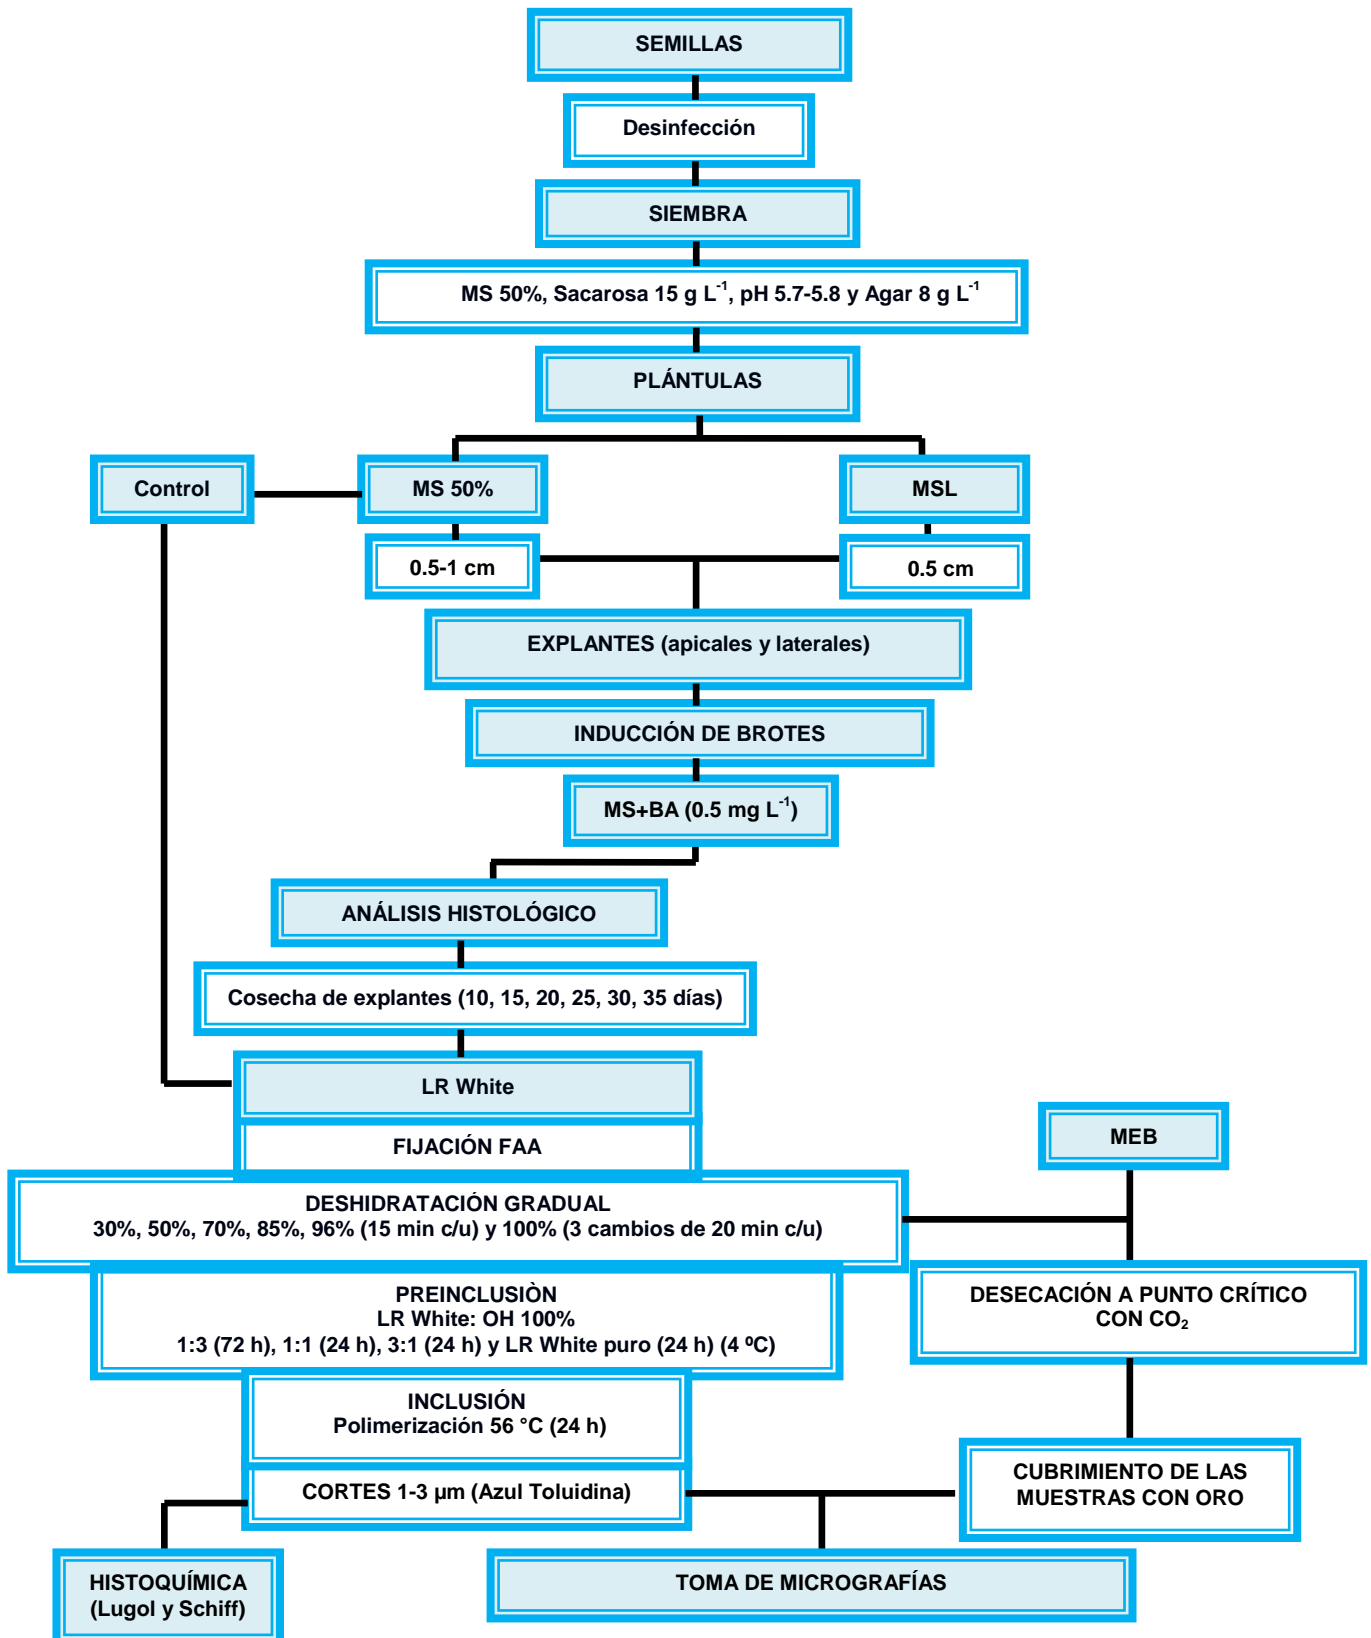 SEMILLAS
Desinfección
SIEMBRA
MS 50%, Sacarosa 15 g L⁻¹, pH 5.7-5.8 y Agar 8 g L⁻¹
PLÁNTULAS
Control
MS 50%
MSL
0.5-1 cm
0.5 cm
EXPLANTES (apicales y laterales)
INDUCCIÓN DE BROTES
MS+BA (0.5 mg L⁻¹)
ANÁLISIS HISTOLÓGICO
Cosecha de explantes (10, 15, 20, 25, 30, 35 días)
LR White
FIJACIÓN FAA
MEB
DESHIDRATACIÓN GRADUAL
30%, 50%, 70%, 85%, 96% (15 min c/u) y 100% (3 cambios de 20 min c/u)
PREINCLUSIÒN
LR White: OH 100%
1:3 (72 h), 1:1 (24 h), 3:1 (24 h) y LR White puro (24 h) (4 ºC)
DESECACIÓN A PUNTO CRÍTICO
CON CO₂
INCLUSIÓN
Polimerización 56 °C (24 h)
CORTES 1-3 µm (Azul Toluidina)
CUBRIMIENTO DE LAS
MUESTRAS CON ORO
HISTOQUÍMICA
(Lugol y Schiff)
TOMA DE MICROGRAFÍAS